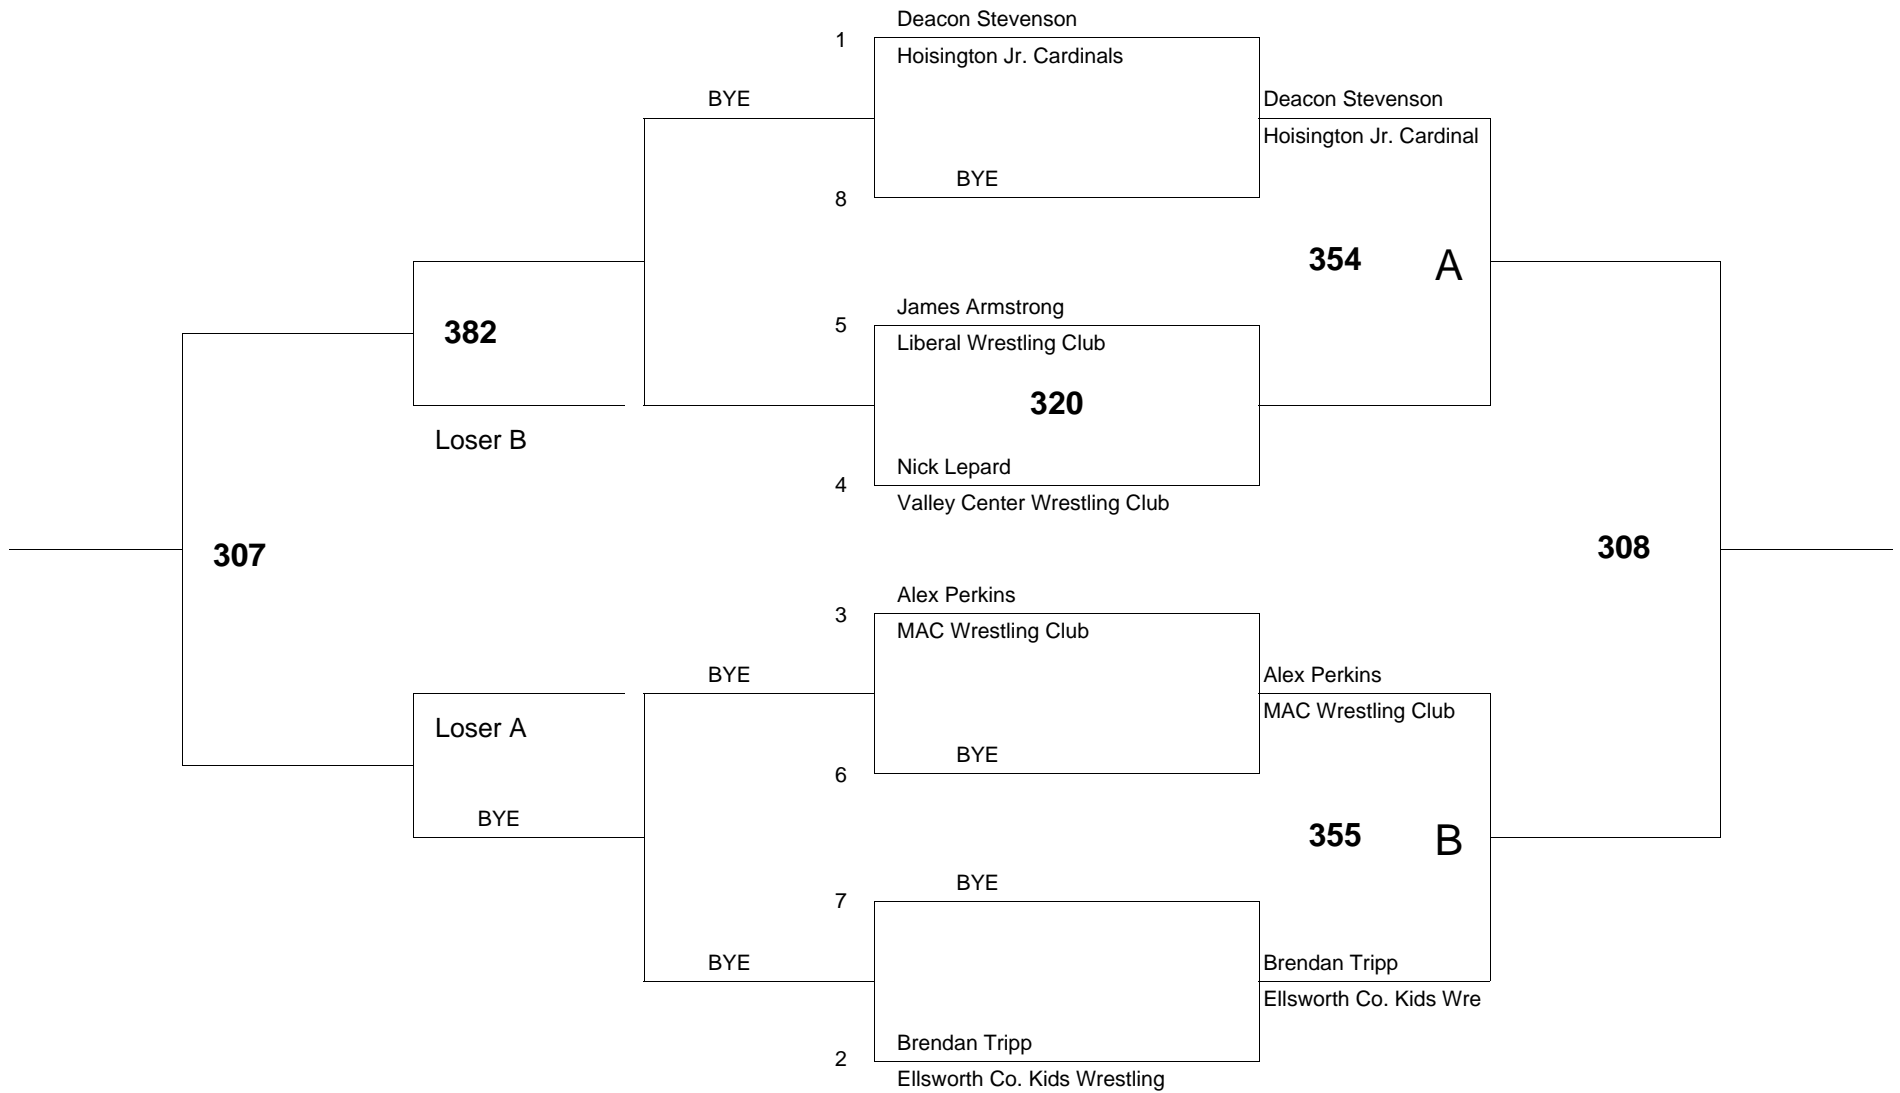 Deacon Stevenson
1
Hoisington Jr. Cardinals
BYE
Deacon Stevenson
Hoisington Jr. Cardinal
BYE
8
354
A
James Armstrong
5
382
Liberal Wrestling Club
320
Loser B
Nick Lepard
4
Valley Center Wrestling Club
307
308
Alex Perkins
3
MAC Wrestling Club
BYE
Alex Perkins
MAC Wrestling Club
Loser A
BYE
6
BYE
355
B
BYE
7
BYE
Brendan Tripp
Ellsworth Co. Kids Wre
Brendan Tripp
2
Ellsworth Co. Kids Wrestling